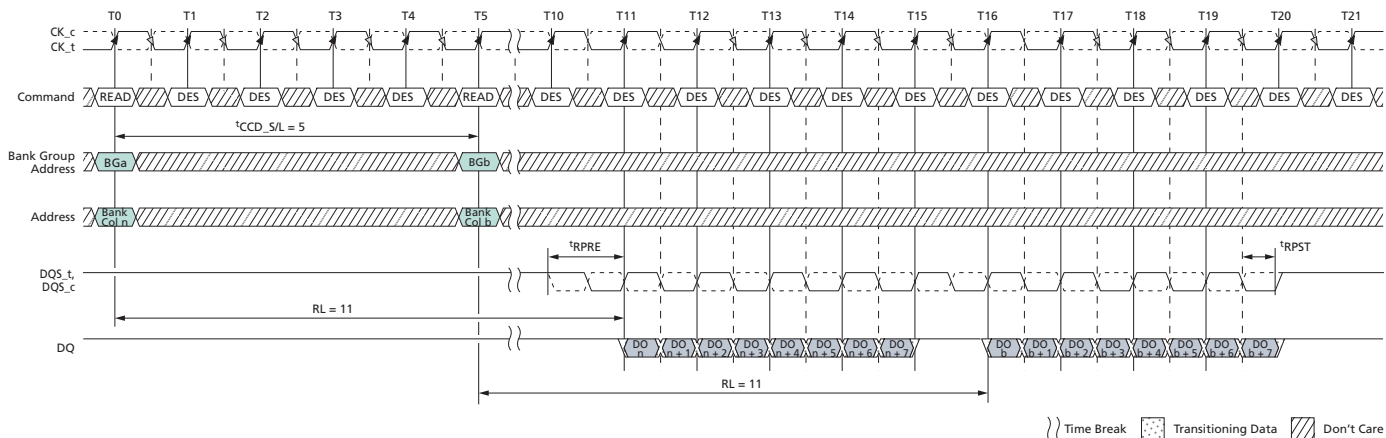 T0 T1 T2 T3 T4 T5 T10 T11 T12 T13 T14 T15 T16 T17 T18 T19 T20 T21
CK_c
CK_t
Command READ DES DES DES DES READ DES DES DES DES DES DES DES DES DES DES DES DES
tCCD_S/L = 5
Bank Group
Address BGa BGb
Address Bank
Col n Bank
Col b
tRPRE tRPST
DQS_t,
DQS_c
RL = 11
DQ DO
n DO
n + 1 DO
n + 2 DO
n + 3 DO
n + 4 DO
n + 5 DO
n + 6 DO
n + 7 DO
b DO
b + 1 DO
b + 2 DO
b + 3 DO
b + 4 DO
b + 5 DO
b + 6 DO
b + 7
RL = 11
Time Break Transitioning Data Don't Care